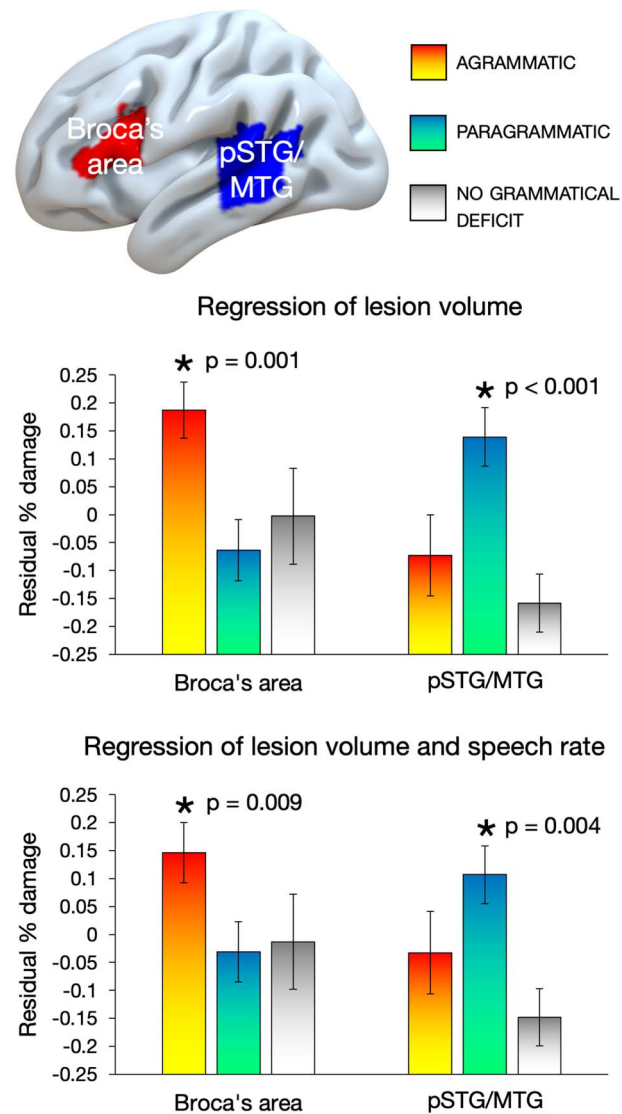 Broca's
area
pSTG/
MTG
AGRAMMATIC
PARAGRAMMATIC
NO GRAMMATICAL
DEFICIT
Regression of lesion volume
Residual % damage
0.25
0.2
0.15
0.1
0.05
0
-0.05
-0.1
-0.15
-0.2
-0.25
* p = 0.001
* p < 0.001
Broca's area
pSTG/MTG
Regression of lesion volume and speech rate
Residual % damage
0.25
0.2
0.15
0.1
0.05
0
-0.05
-0.1
-0.15
-0.2
-0.25
* p = 0.009
* p = 0.004
Broca's area
pSTG/MTG